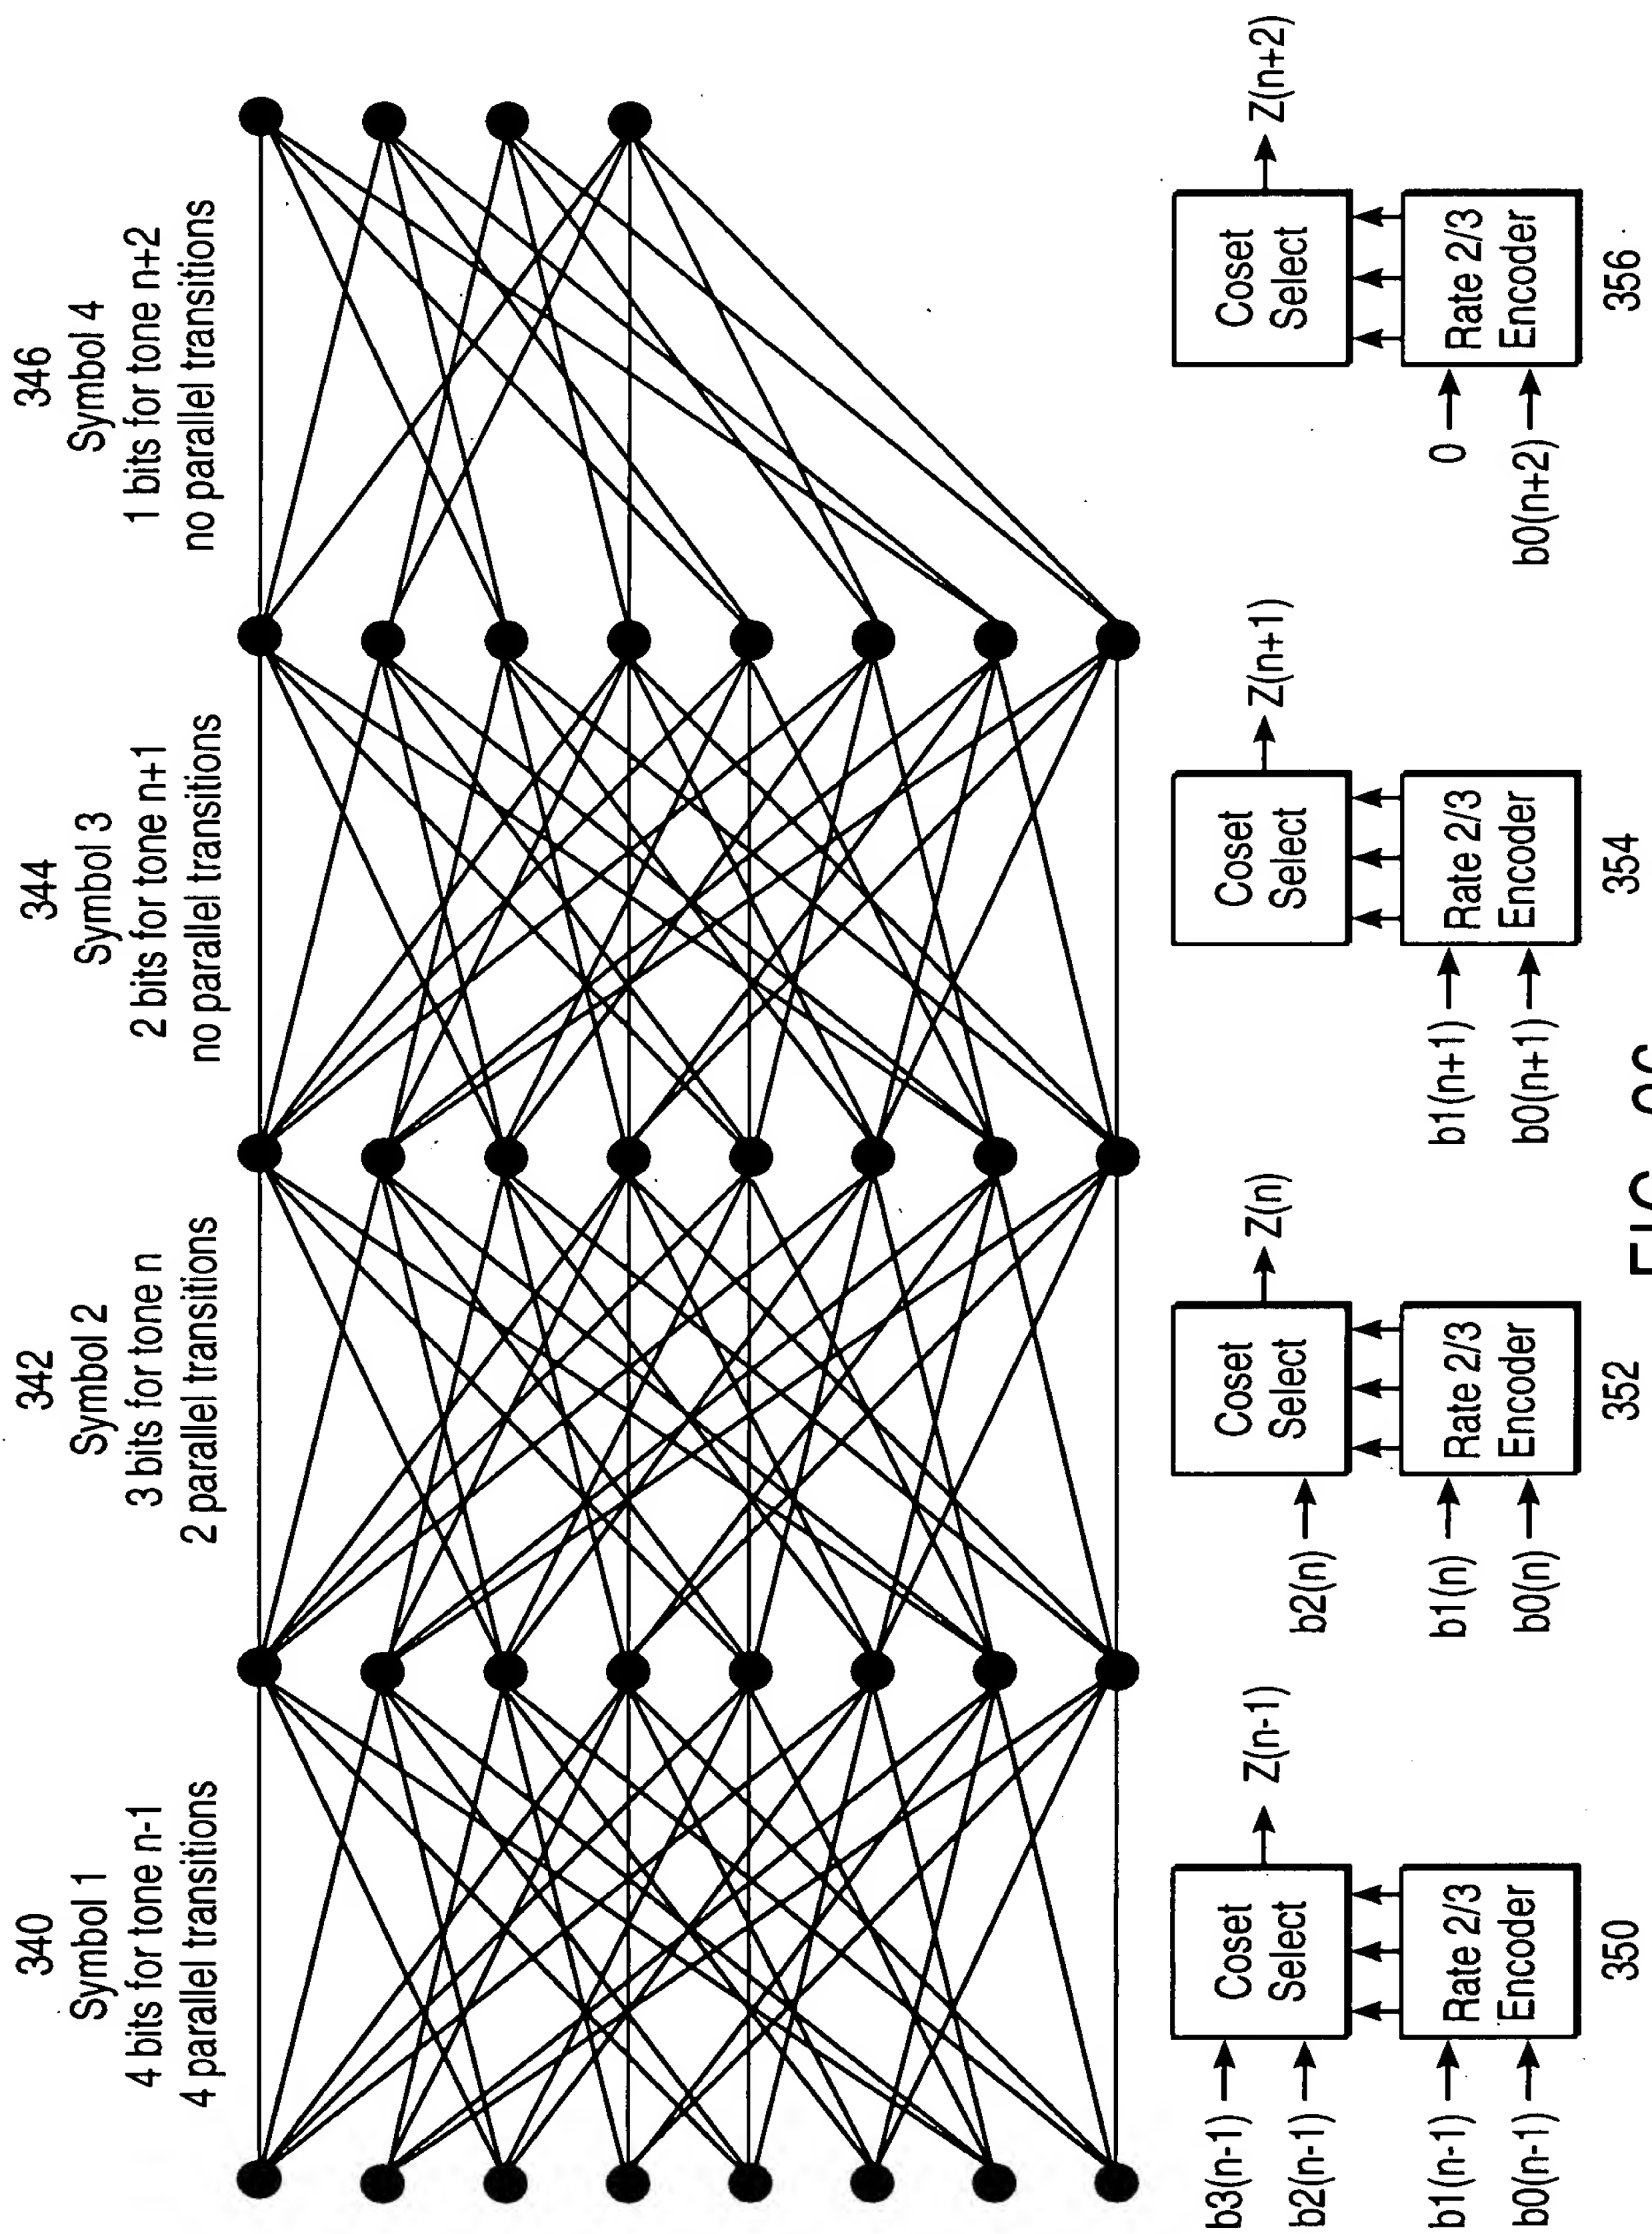 340
Symbol 1
4 bits for tone n-1
4 parallel transitions
342
Symbol 2
3 bits for tone n
2 parallel transitions
344
Symbol 3
2 bits for tone n+1
no parallel transitions
346
Symbol 4
1 bits for tone n+2
no parallel transitions
b3(n-1)
b2(n-1)
Coset
Select
Z(n-1)
b1(n-1)
b0(n-1)
Rate 2/3
Encoder
350
b2(n)
Coset
Select
Z(n)
b1(n)
b0(n)
Rate 2/3
Encoder
352
Coset
Select
Z(n+1)
b1(n+1)
b0(n+1)
Rate 2/3
Encoder
354
Coset
Select
Z(n+2)
0
b0(n+2)
Rate 2/3
Encoder
356